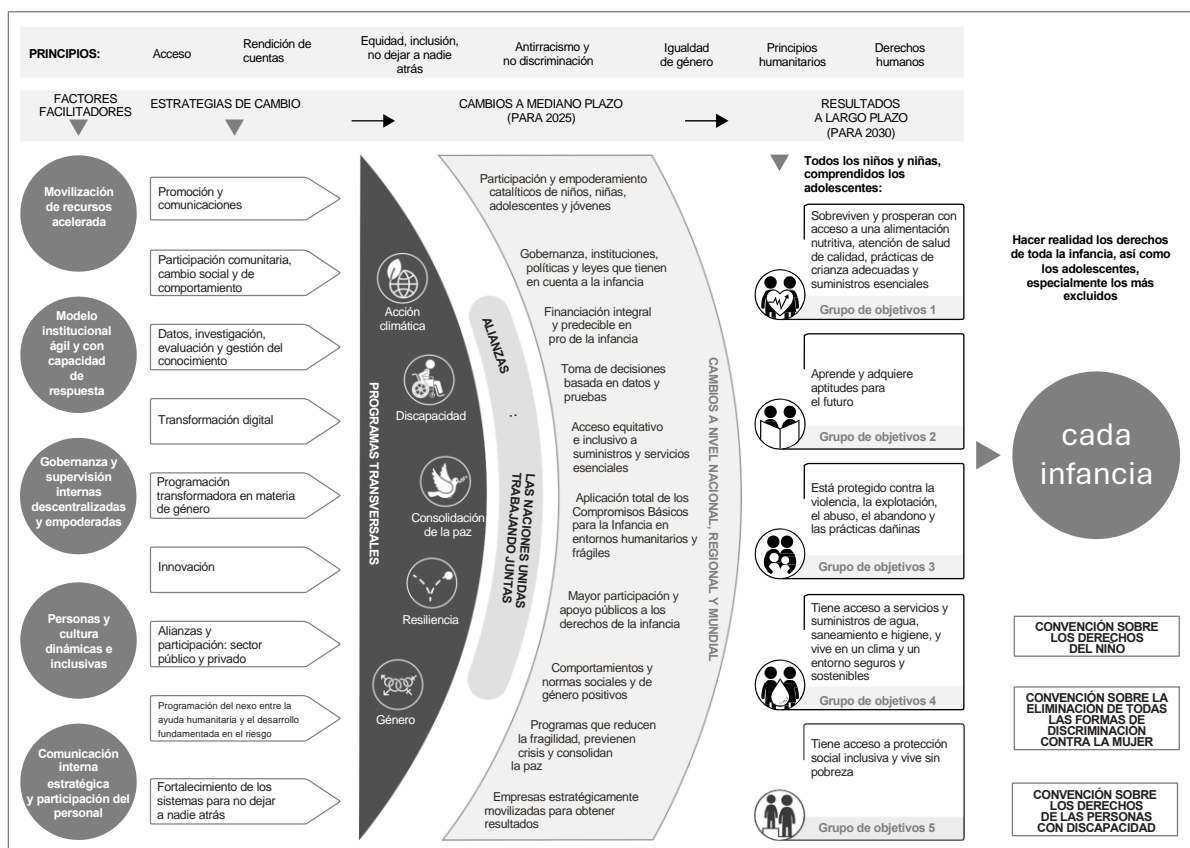 PRINCIPIOS:
Acceso
Rendición de
cuentas
Equidad, inclusión,
no dejar a nadie
atrás
Antirracismo y
no discriminación
Igualdad
de género
Principios
humanitarios
Derechos
humanos
FACTORES
FACILITADORES
ESTRATEGIAS DE CAMBIO
CAMBIOS A MEDIANO PLAZO
(PARA 2025)
RESULTADOS
A LARGO PLAZO
(PARA 2030)
Movilización
de recursos
acelerada
Modelo
institucional
ágil y con
capacidad
de
respuesta
Gobernanza y
supervisión
internas
descentralizadas
y empoderadas
Personas y
cultura
dinámicas e
inclusivas
Comunicación
interna
estratégica
y participación del
personal
Promoción y
comunicaciones
Participación comunitaria,
cambio social y de
comportamiento
Datos, investigación,
evaluación y gestión del
conocimiento
Transformación digital
Programación
transformadora en materia
de género
Innovación
Alianzas y
participación: sector
público y privado
Programación del nexo entre la
ayuda humanitaria y el desarrollo
fundamentada en el riesgo
Fortalecimiento de los
sistemas para no dejar
a nadie atrás
PROGRAMAS TRANSVERSALES
Acción
climática
Discapacidad
Consolidación
de la paz
Resiliencia
Género
ALIANZAS
:
LAS NACIONES UNIDAS
TRABAJANDO JUNTAS
Participación y empoderamiento
catalíticos de niños, niñas,
adolescentes y jóvenes
Gobernanza, instituciones,
políticas y leyes que tienen
en cuenta a la infancia
Financiación integral
y predecible en
pro de la infancia
Toma de decisiones
basada en datos y
pruebas
Acceso equitativo
e inclusivo a
suministros y servicios
esenciales
Aplicación total de los
Compromisos Básicos
para la Infancia en
entornos humanitarios y
frágiles
Mayor participación y
apoyo públicos a los
derechos de la infancia
Comportamientos y
normas sociales y de
género positivos
Programas que reducen
la fragilidad, previenen
crisis y consolidan
la paz
Empresas estratégicamente
movilizadas para obtener
resultados
CAMBIOS A NIVEL NACIONAL, REGIONAL Y MUNDIAL
Todos los niños y niñas,
comprendidos los
adolescentes:
Sobreviven y prosperan con
acceso a una alimentación
nutritiva, atención de salud
de calidad, prácticas de
crianza adecuadas y
suministros esenciales
Grupo de objetivos 1
Aprende y adquiere
aptitudes para
el futuro
Grupo de objetivos 2
Está protegido contra la
violencia, la explotación,
el abuso, el abandono y
las prácticas dañinas
Grupo de objetivos 3
Tiene acceso a servicios y
suministros de agua,
saneamiento e higiene, y
vive en un clima y un
entorno seguros y
sostenibles
Grupo de objetivos 4
Tiene acceso a protección
social inclusiva y vive sin
pobreza
Grupo de objetivos 5
Hacer realidad los derechos
de toda la infancia, así como
los adolescentes,
especialmente los más
excluidos
cada
infancia
CONVENCIÓN SOBRE
LOS DERECHOS
DEL NIÑO
CONVENCIÓN SOBRE LA
ELIMINACIÓN DE TODAS
LAS FORMAS DE
DISCRIMINACIÓN
CONTRA LA MUJER
CONVENCIÓN SOBRE
LOS DERECHOS
DE LAS PERSONAS
CON DISCAPACIDAD